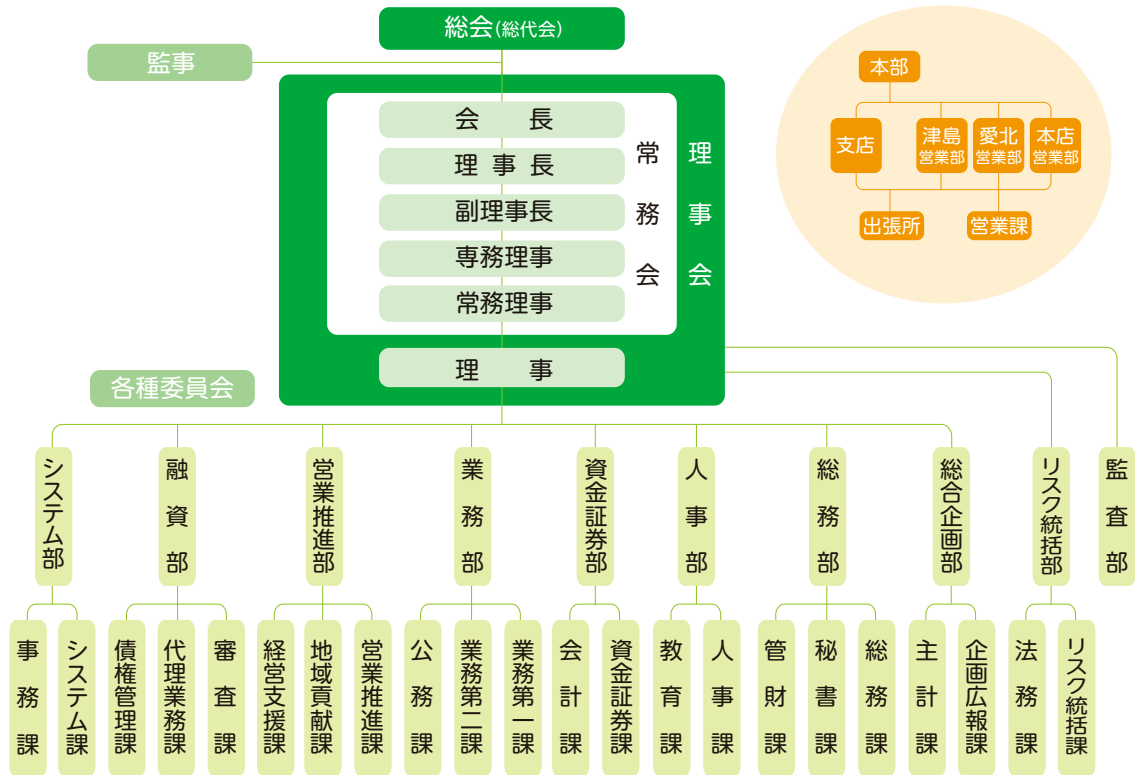 総会(総代会)
監事
会長
理事長
副理事長
専務理事
常務理事
常務会
理事会
理事
各種委員会
本部
支店
津島
営業部
愛北
営業部
本店
営業部
出張所
営業課
システム部
融資部
営業推進部
業務部
資金証券部
人事部
総務部
総合企画部
リスク統括部
監査部
事務課
システム課
債権管理課
代理業務課
審査課
経営支援課
地域貢献課
営業推進課
公務課
業務第二課
業務第一課
会計課
資金証券課
教育課
人事課
管財課
秘書課
総務課
主計課
企画広報課
法務課
リスク統括課